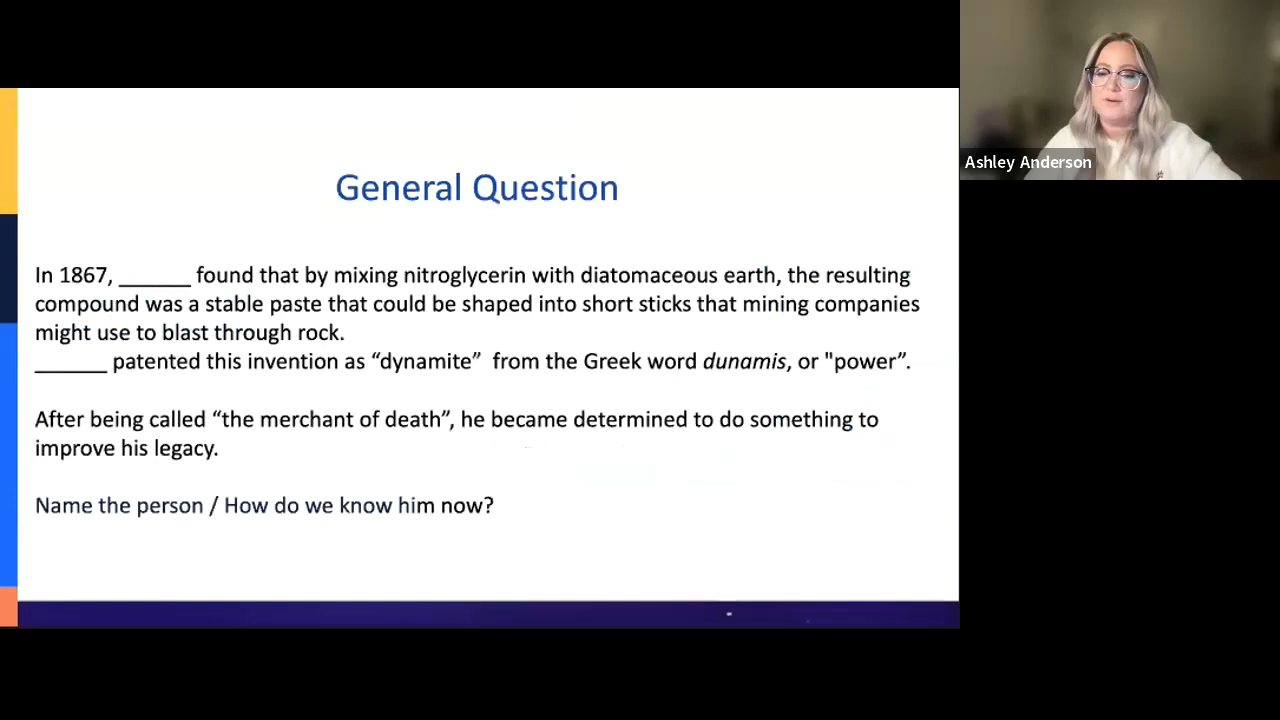 General Question
In 1867, ______ found that by mixing nitroglycerin with diatomaceous earth, the resulting
compound was a stable paste that could be shaped into short sticks that mining companies
might use to blast through rock.
______ patented this invention as “dynamite”  from the Greek word dunamis, or "power”.
After being called “the merchant of death”, he became determined to do something to
improve his legacy.
Name the person / How do we know him now?
Ashley Anderson